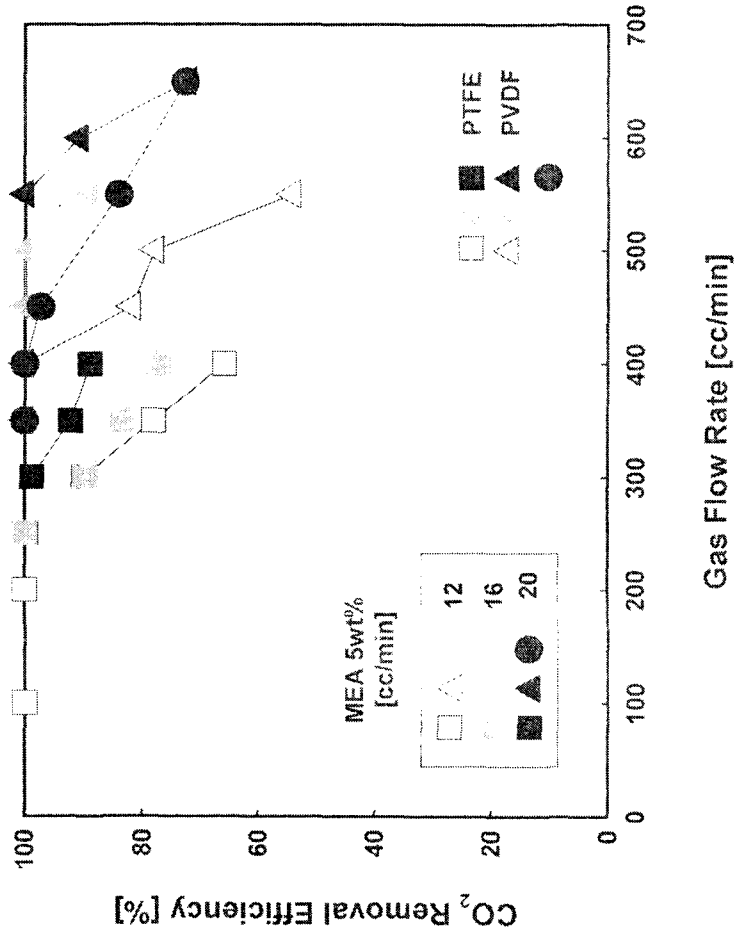 CO2 Removal Efficiency [%]
100
80
60
40
20
0
MEA 5wt%
[cc/min]
12
16
20
PTFE
PVDF
0 100 200 300 400 500 600 700
Gas Flow Rate [cc/min]